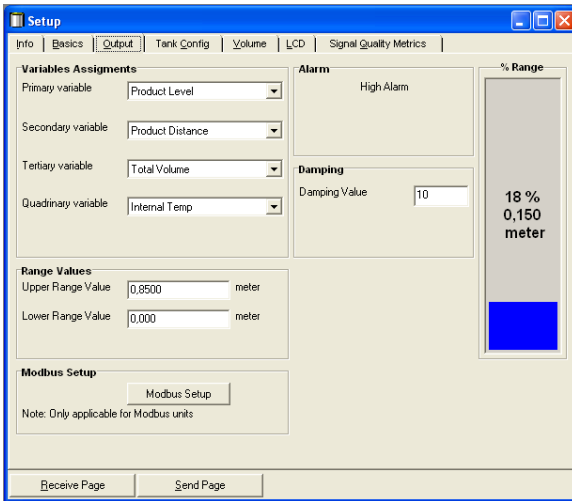 Setup
Info Basics Output Tank Config Volume LCD Signal Quality Metrics
Variables Assigments
Primary variable Product Level
Secondary variable Product Distance
Tertiary variable Total Volume
Quadrinary variable Internal Temp
Alarm
High Alarm
Damping
Damping Value 10
% Range
18 %
0,150
meter
Range Values
Upper Range Value 0,8500 meter
Lower Range Value 0,000 meter
Modbus Setup
Modbus Setup
Note: Only applicable for Modbus units
Receive Page Send Page